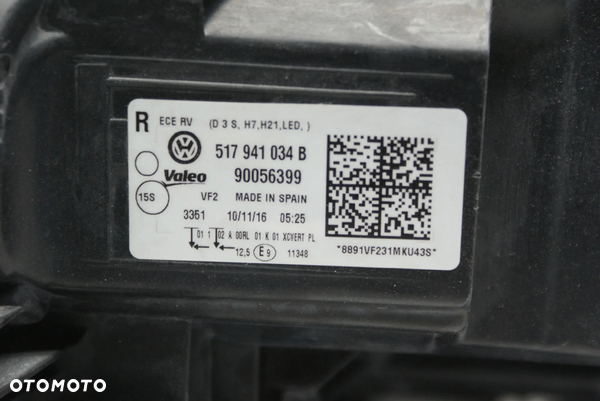 R ECE RV (D 3 S, H7,H21,LED, )
517 941 034 B
Valeo 90056399
15S VF2 MADE IN SPAIN
3351 10/11/16 05:25
01 1 02 A 00RL 01 K 01 XCVERT PL
12,5 E9 11348
*8891VF231MKU43S*
OTOMOTO